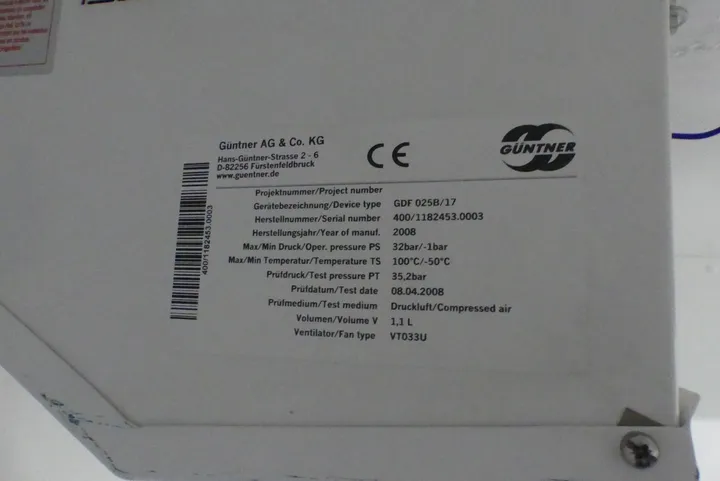 Güntner AG & Co. KG
Hans-Güntner-Strasse 2 - 6
D-82256 Fürstenfeldbruck
www.guentner.de
CE
GÜNTNER
400/1182453.0003
Projektnummer/Project number
Gerätebezeichnung/Device type GDF 025B/17
Herstellnummer/Serial number 400/1182453.0003
Herstellungsjahr/Year of manuf. 2008
Max/Min Druck/Oper. pressure PS 32bar/-1bar
Max/Min Temperatur/Temperature TS 100°C/-50°C
Prüfdruck/Test pressure PT 35,2bar
Prüfdatum/Test date 08.04.2008
Prüfmedium/Test medium Druckluft/Compressed air
Volumen/Volume V 1,1 L
Ventilator/Fan type VT033U